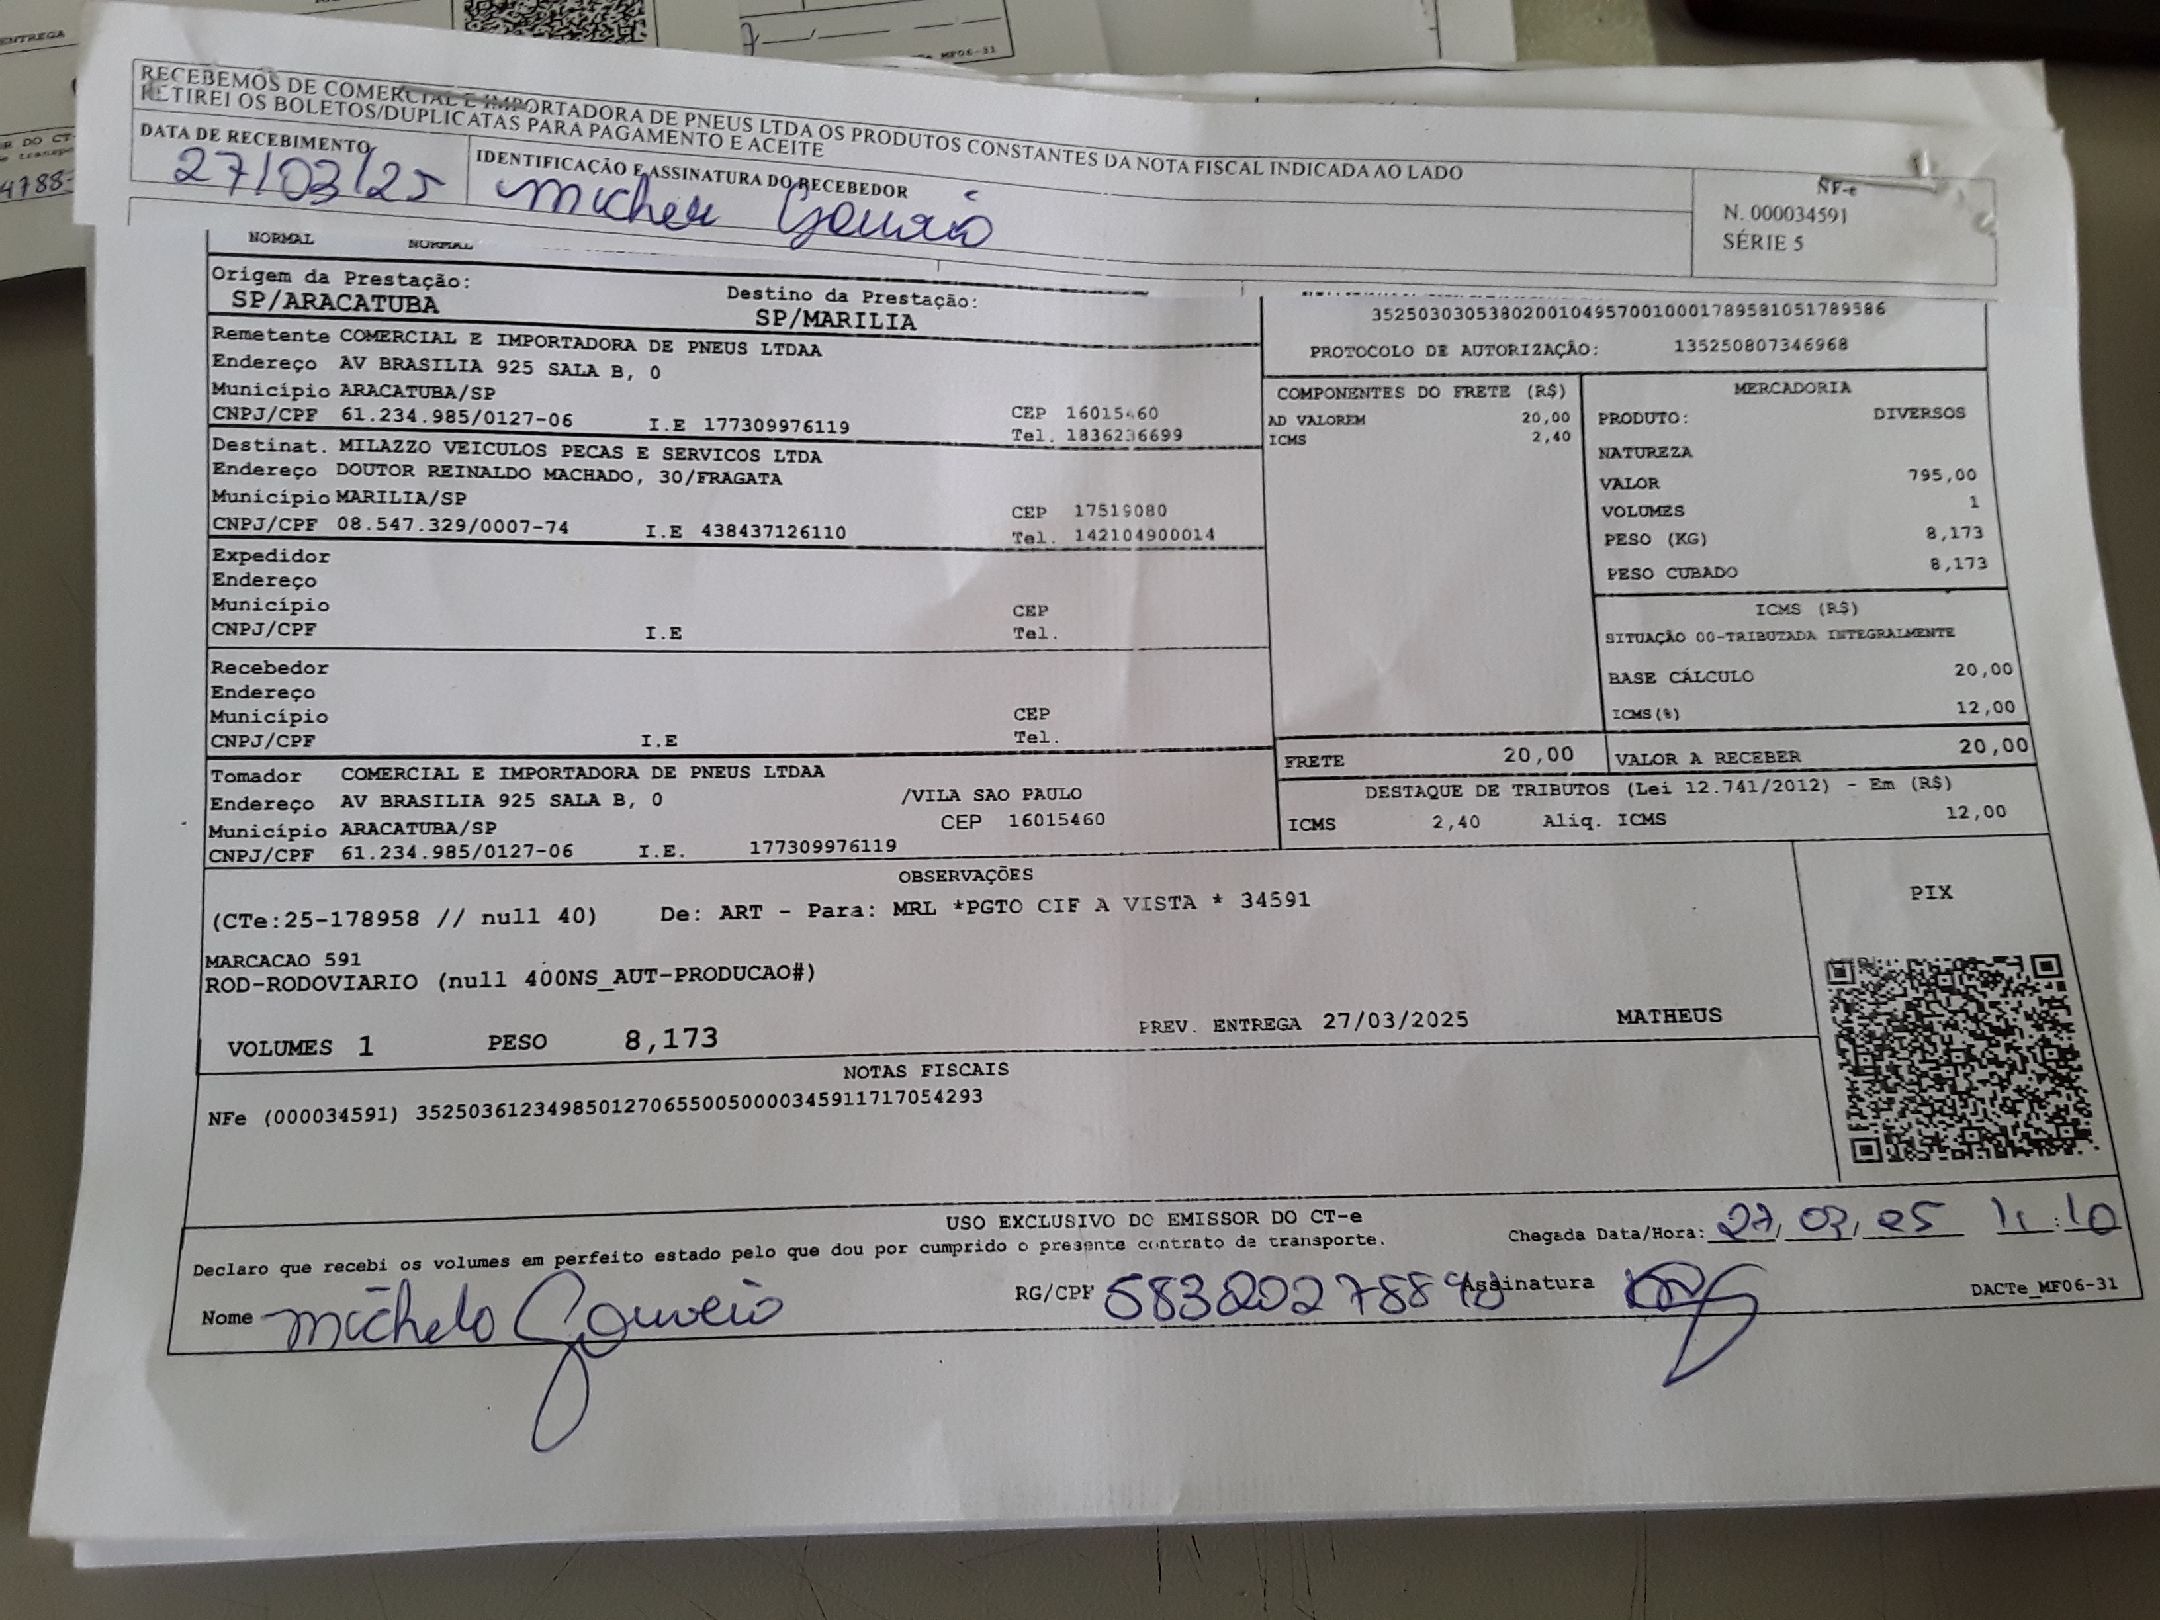 ENTREGA
MF06-31
RECEBEMOS DE COMERCIAL E IMPORTADORA DE PNEUS LTDA OS PRODUTOS CONSTANTES DA NOTA FISCAL INDICADA AO LADO
RETIREI OS BOLETOS/DUPLICATAS PARA PAGAMENTO E ACEITE
DATA DE RECEBIMENTO
27/03/25
IDENTIFICAÇÃO E ASSINATURA DO RECEBEDOR
NF-e
N. 000034591
SÉRIE 5
NORMAL NORMAL
Origem da Prestação:
SP/ARACATUBA
Destino da Prestação:
SP/MARILIA
PROTOCOLO DE AUTORIZAÇÃO: 135250807346968
Remetente COMERCIAL E IMPORTADORA DE PNEUS LTDAA
Endereço AV BRASILIA 925 SALA B, 0
Município ARACATUBA/SP
CEP 16015460
CNPJ/CPF 61.234.985/0127-06 I.E 177309976119
Tel. 1836236699
Destinat. MILAZZO VEICULOS PECAS E SERVICOS LTDA
Endereço DOUTOR REINALDO MACHADO, 30/FRAGATA
Município MARILIA/SP
CEP 17519080
CNPJ/CPF 08.547.329/0007-74 I.E 438437126110
Tel. 142104900014
Expedidor
Endereço
Município CEP
CNPJ/CPF I.E Tel.
Recebedor
Endereço
Município CEP
CNPJ/CPF I.E Tel.
Tomador COMERCIAL E IMPORTADORA DE PNEUS LTDAA
Endereço AV BRASILIA 925 SALA B, 0 /VILA SAO PAULO
Município ARACATUBA/SP CEP 16015460
CNPJ/CPF 61.234.985/0127-06 I.E. 177309976119
COMPONENTES DO FRETE (R$)
AD VALOREM 20,00
ICMS 2,40
MERCADORIA
PRODUTO: DIVERSOS
NATUREZA
VALOR 795,00
VOLUMES 1
PESO (KG) 8,173
PESO CUBADO 8,173
ICMS (R$)
SITUAÇÃO 00-TRIBUTADA INTEGRALMENTE
BASE CÁLCULO 20,00
ICMS(%) 12,00
FRETE 20,00
VALOR A RECEBER 20,00
DESTAQUE DE TRIBUTOS (Lei 12.741/2012) - Em (R$)
ICMS 2,40 Aliq. ICMS 12,00
OBSERVAÇÕES
(CTe:25-178958 // null 40) De: ART - Para: MRL *PGTO CIF A VISTA * 34591
MARCACAO 591
ROD-RODOVIARIO (null 400NS_AUT-PRODUCAO#)
VOLUMES 1 PESO 8,173 PREV. ENTREGA 27/03/2025 MATHEUS
PIX
NOTAS FISCAIS
NFe (000034591) 35250361234985012706550050000345911717054293
USO EXCLUSIVO DO EMISSOR DO CT-e
Declaro que recebi os volumes em perfeito estado pelo que dou por cumprido o presente contrato de transporte.
Chegada Data/Hora: 27/03/25 11:10
Nome
RG/CPF
Assinatura
DACTe_MF06-31